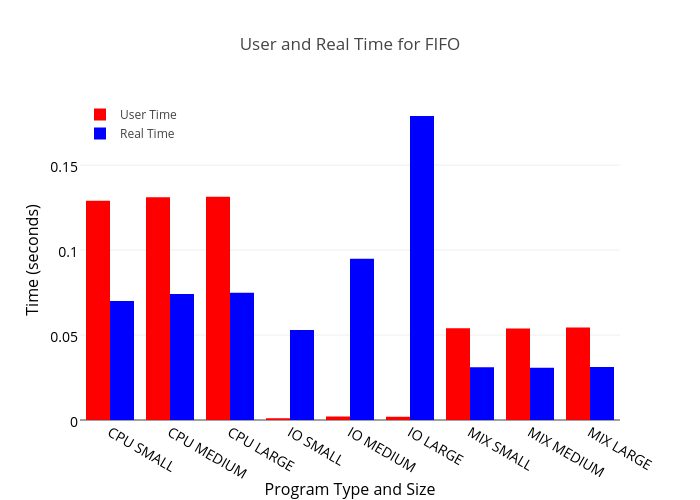 User and Real Time for FIFO
User Time
Real Time
Time (seconds)
0.15
0.1
0.05
0
CPU SMALL
CPU MEDIUM
CPU LARGE
IO SMALL
IO MEDIUM
IO LARGE
MIX SMALL
MIX MEDIUM
MIX LARGE
Program Type and Size